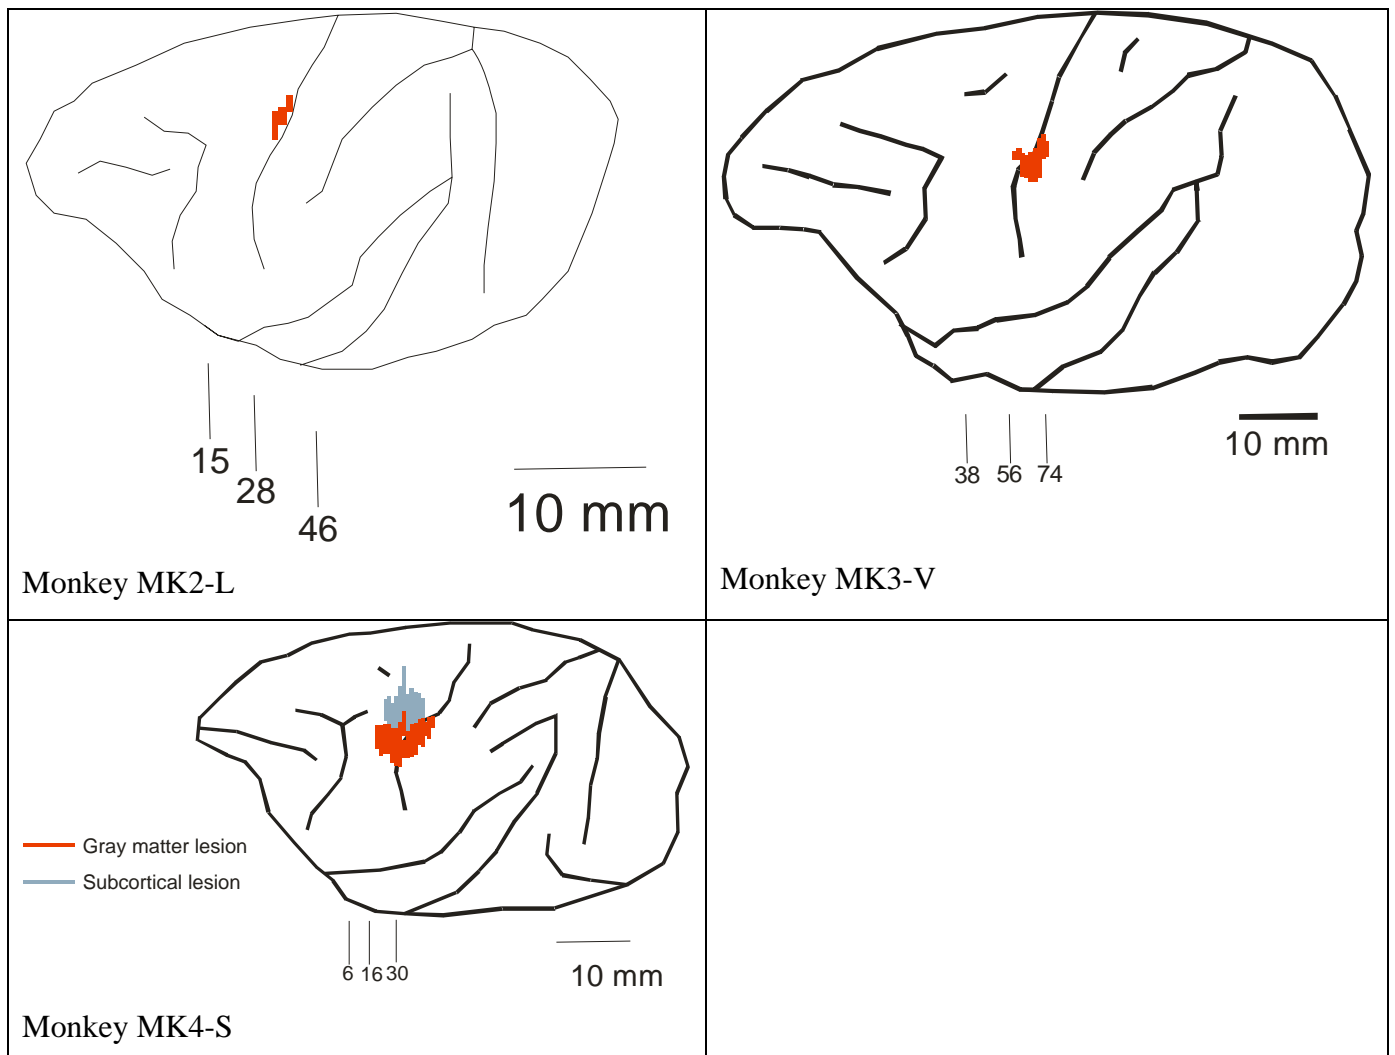 15
28
46
10 mm
Monkey MK2-L
38 56 74
10 mm
Monkey MK3-V
Gray matter lesion
Subcortical lesion
6 16 30
10 mm
Monkey MK4-S